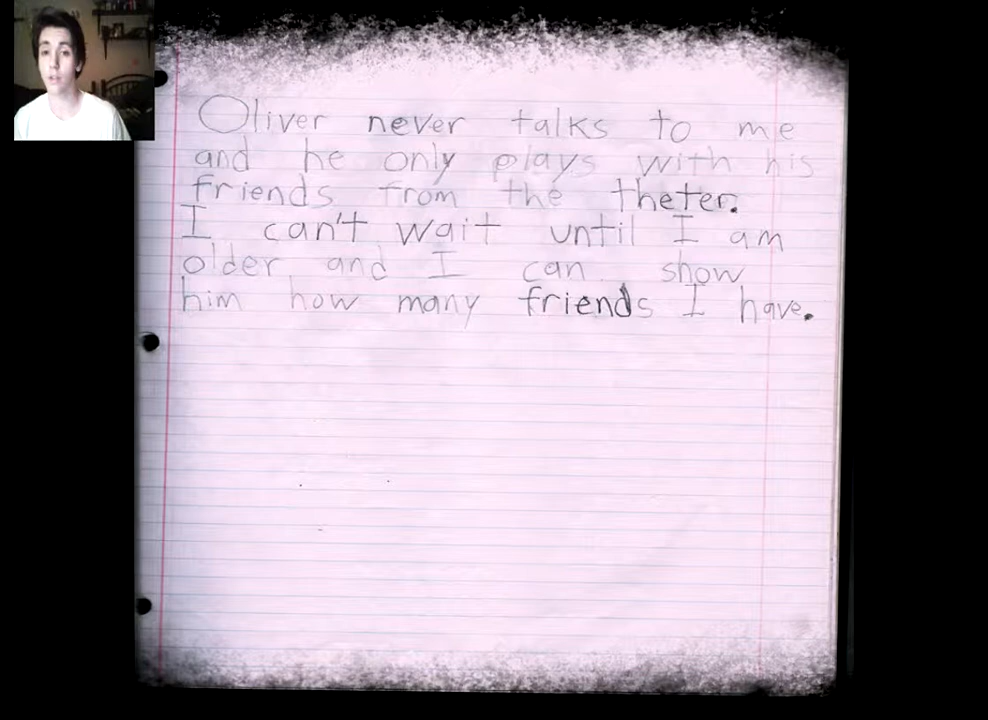 Oliver never talks to me
and he only plays with his
friends from the theter.
I can't wait until I am
older and I can show
him how many friends I have.